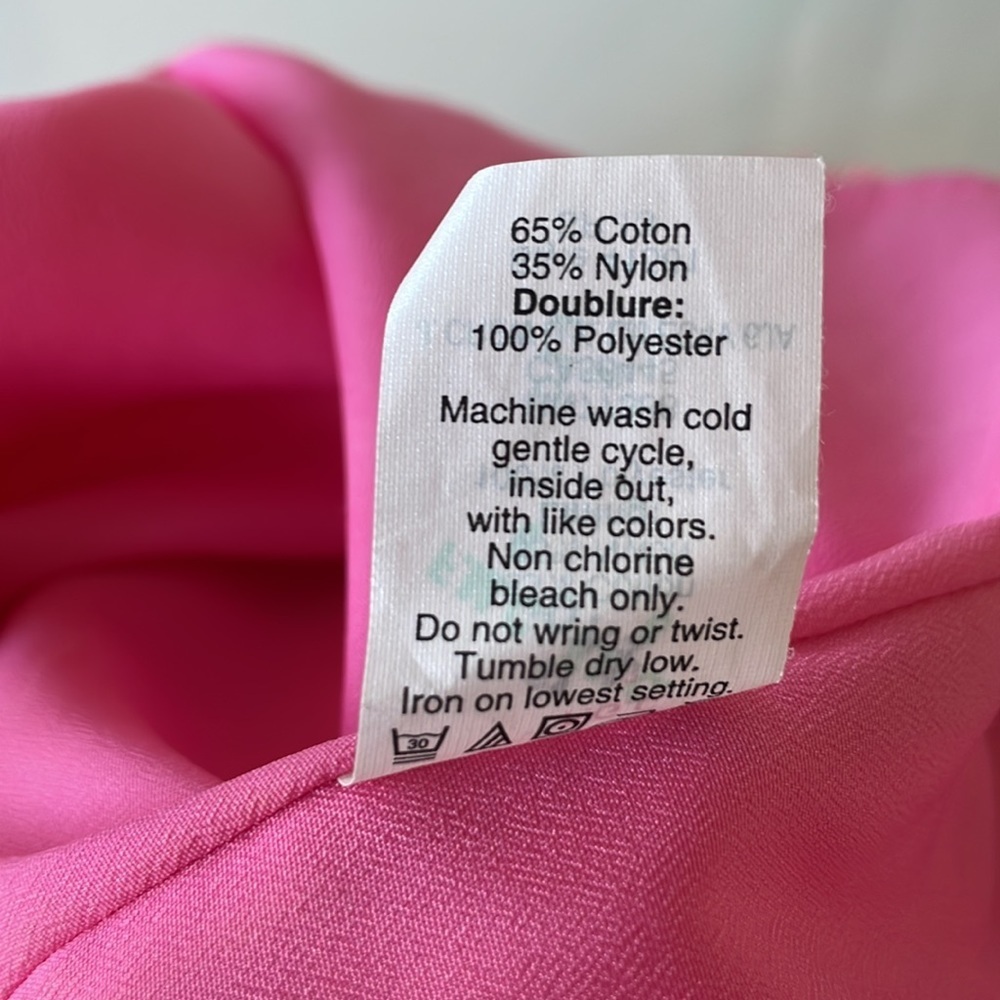 65% Coton
35% Nylon
Doublure:
100% Polyester
Machine wash cold
gentle cycle,
inside out,
with like colors.
Non chlorine
bleach only.
Do not wring or twist.
Tumble dry low.
Iron on lowest setting.
30